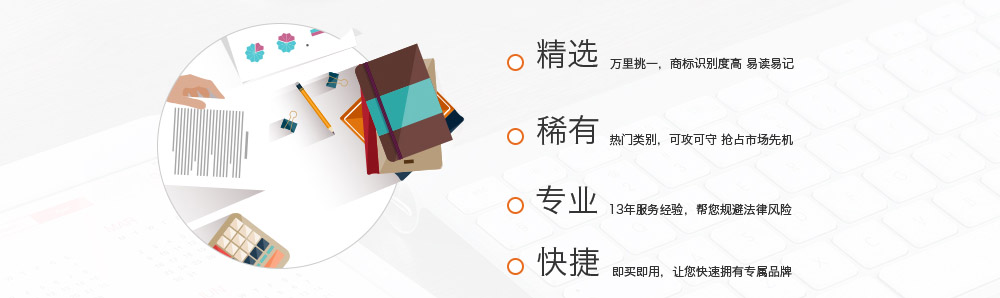 精选 万里挑一，商标识别度高 易读易记
稀有 热门类别，可攻可守 抢占市场先机
专业 13年服务经验，帮您规避法律风险
快捷 即买即用，让您快速拥有专属品牌